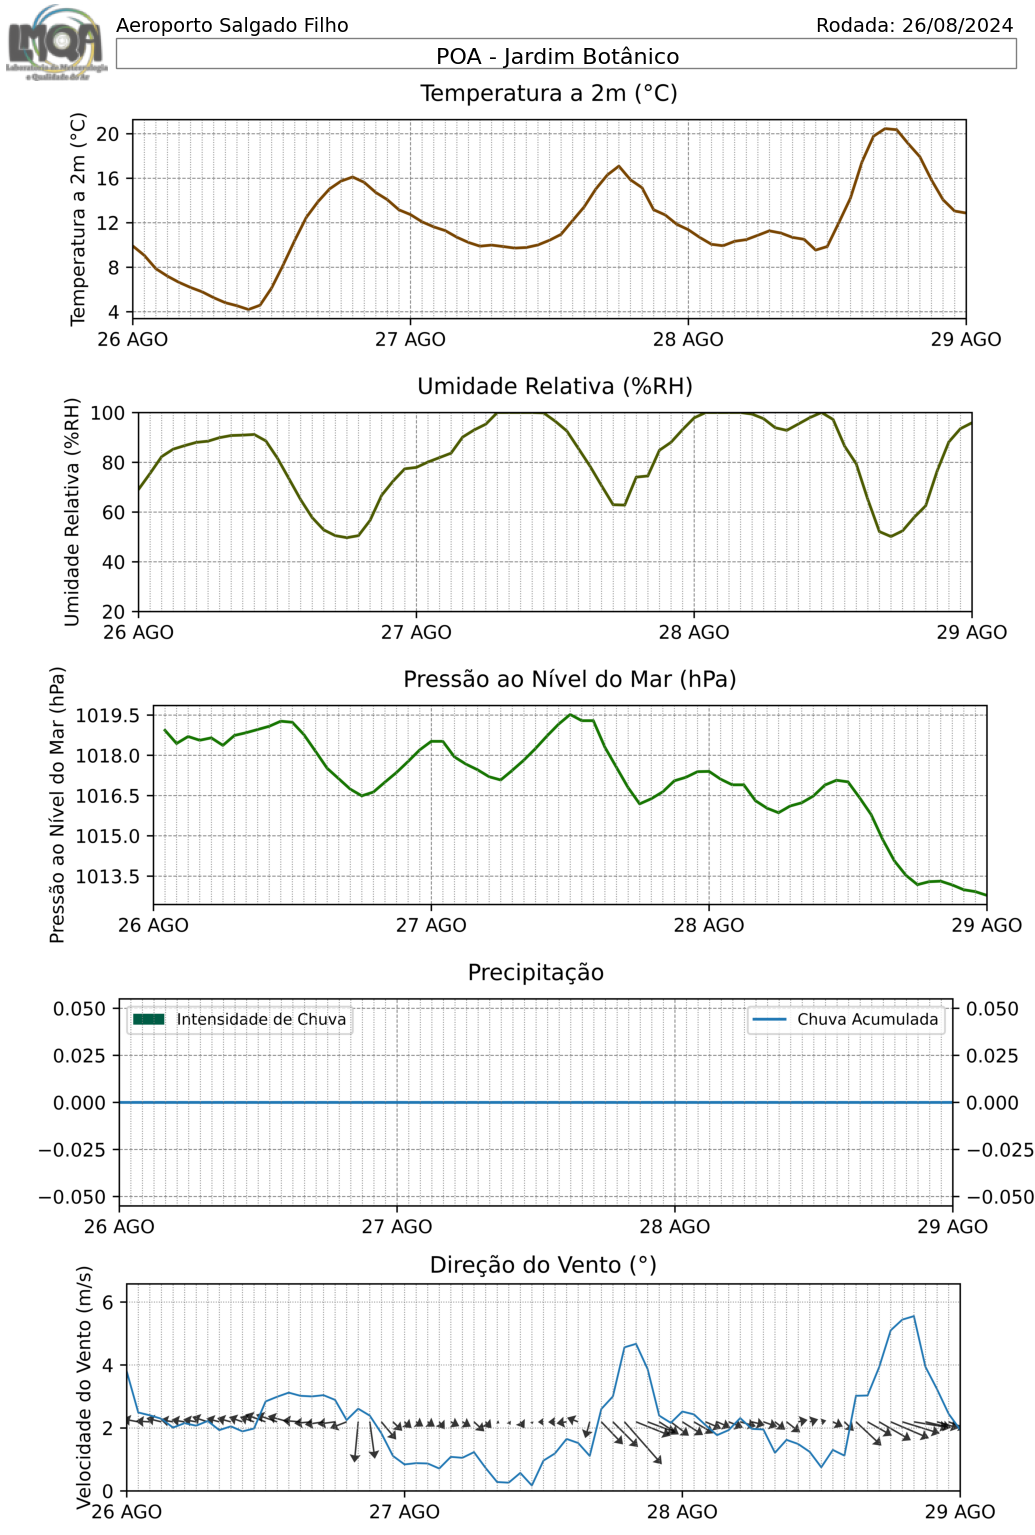 LMQA
Laboratório de Meteorologia
e Qualidade do Ar
Aeroporto Salgado Filho
Rodada: 26/08/2024
POA - Jardim Botânico
Temperatura a 2m (°C)
Temperatura a 2m (°C)
20
16
12
8
4
26 AGO 27 AGO 28 AGO 29 AGO
Umidade Relativa (%RH)
Umidade Relativa (%RH)
100
80
60
40
20
26 AGO 27 AGO 28 AGO 29 AGO
Pressão ao Nível do Mar (hPa)
Pressão ao Nível do Mar (hPa)
1019.5
1018.0
1016.5
1015.0
1013.5
26 AGO 27 AGO 28 AGO 29 AGO
Precipitação
Intensidade de Chuva
Chuva Acumulada
0.050 0.050
0.025 0.025
0.000 0.000
−0.025 −0.025
−0.050 −0.050
26 AGO 27 AGO 28 AGO 29 AGO
Direção do Vento (°)
Velocidade do Vento (m/s)
6
4
2
0
26 AGO 27 AGO 28 AGO 29 AGO